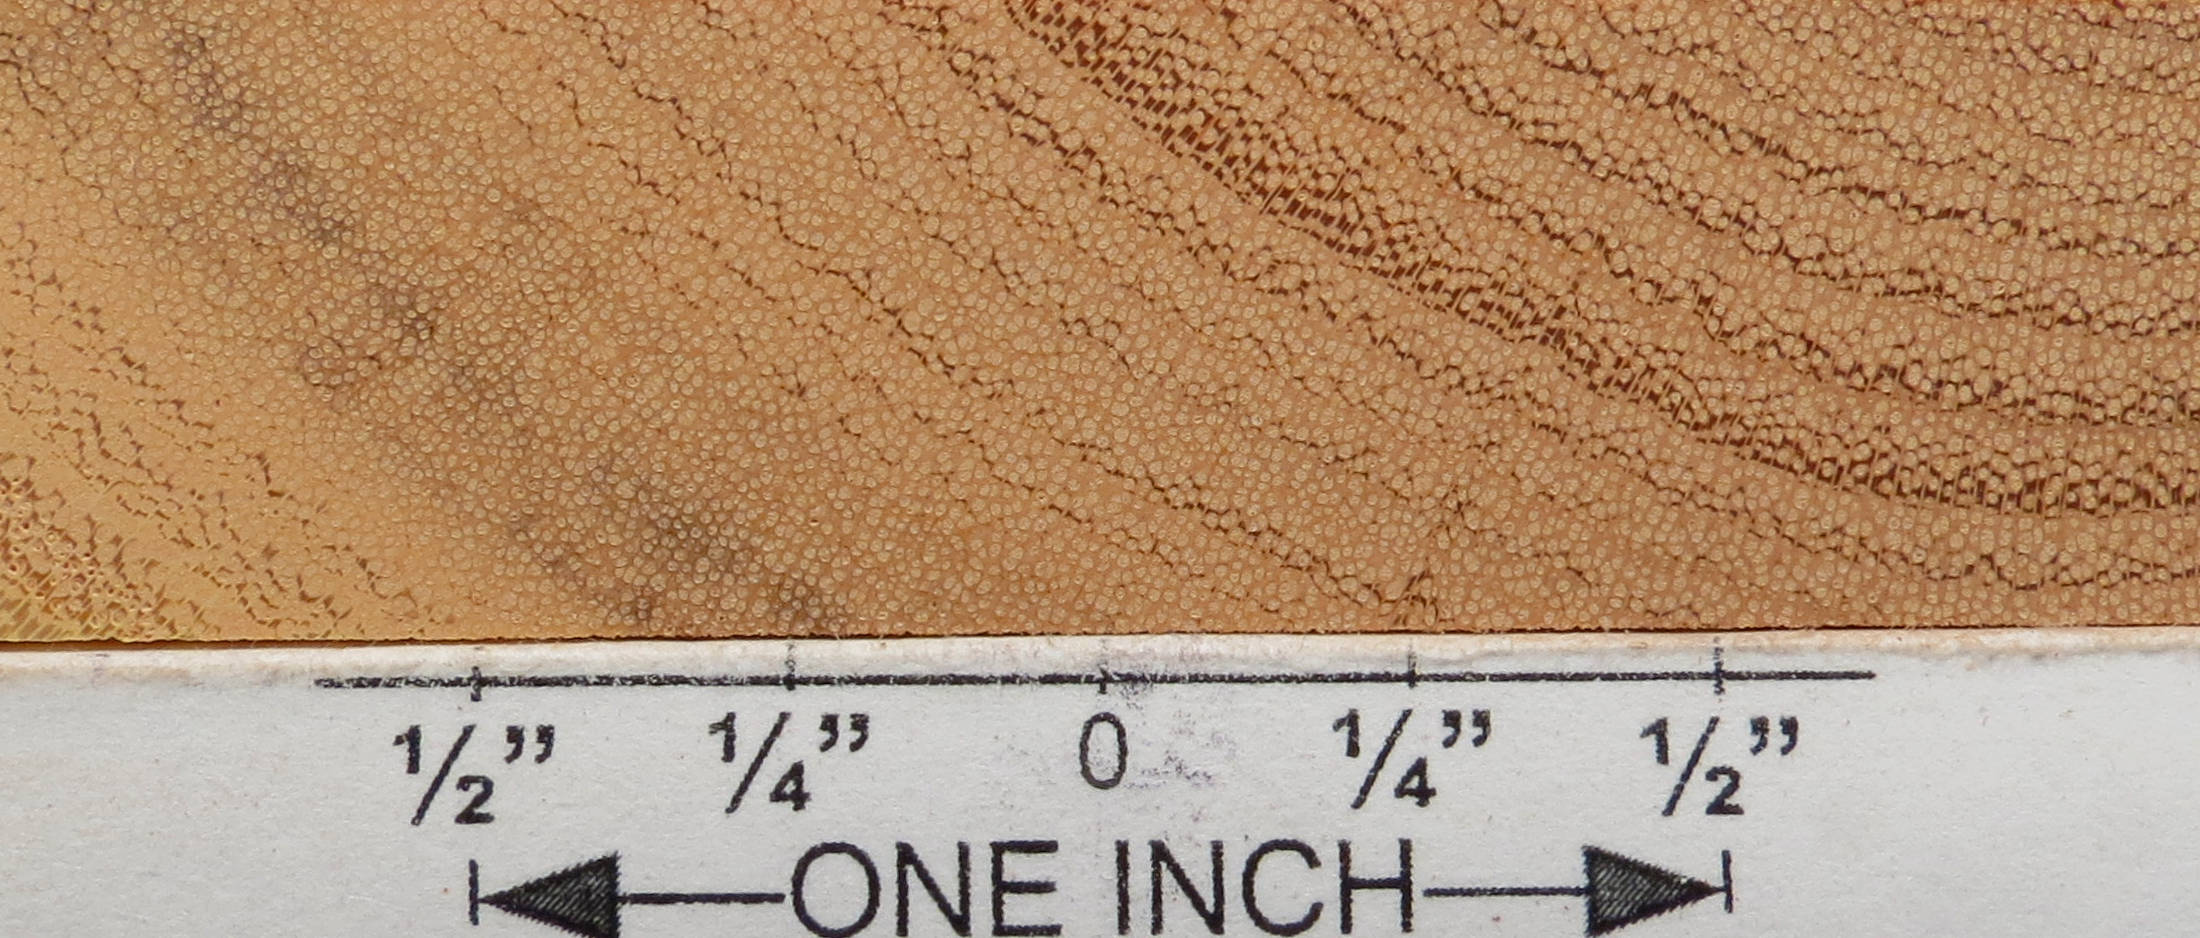 1/2” 1/4” 0 1/4” 1/2”
ONE INCH